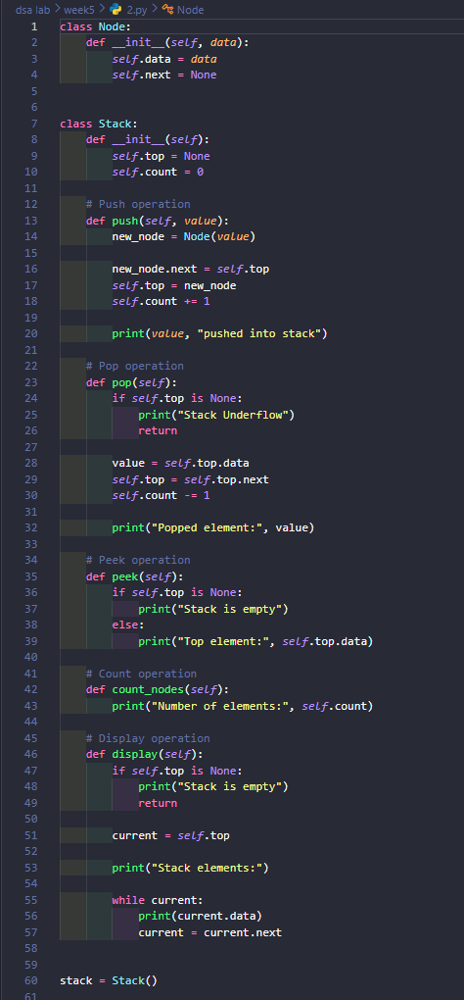 dsa lab > week5 > 2.py > Node
1 class Node:
2     def __init__(self, data):
3         self.data = data
4         self.next = None
5
6
7 class Stack:
8     def __init__(self):
9         self.top = None
10         self.count = 0
11
12     # Push operation
13     def push(self, value):
14         new_node = Node(value)
15
16         new_node.next = self.top
17         self.top = new_node
18         self.count += 1
19
20         print(value, "pushed into stack")
21
22     # Pop operation
23     def pop(self):
24         if self.top is None:
25             print("Stack Underflow")
26             return
27
28         value = self.top.data
29         self.top = self.top.next
30         self.count -= 1
31
32         print("Popped element:", value)
33
34     # Peek operation
35     def peek(self):
36         if self.top is None:
37             print("Stack is empty")
38         else:
39             print("Top element:", self.top.data)
40
41     # Count operation
42     def count_nodes(self):
43         print("Number of elements:", self.count)
44
45     # Display operation
46     def display(self):
47         if self.top is None:
48             print("Stack is empty")
49             return
50
51         current = self.top
52
53         print("Stack elements:")
54
55         while current:
56             print(current.data)
57             current = current.next
58
59
60 stack = Stack()
61